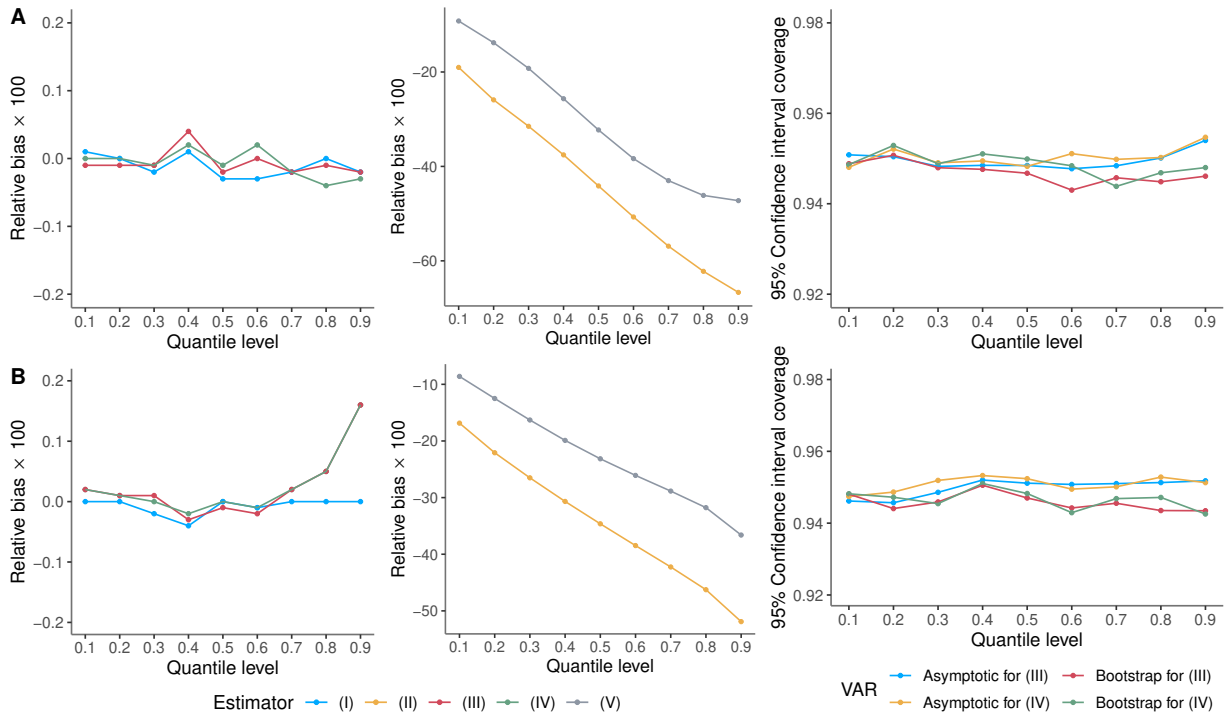 A
Relative bias × 100
0.2
0.1
0.0
−0.1
−0.2
0.1 0.2 0.3 0.4 0.5 0.6 0.7 0.8 0.9
Quantile level
Relative bias × 100
−20
−40
−60
0.1 0.2 0.3 0.4 0.5 0.6 0.7 0.8 0.9
Quantile level
95% Confidence interval coverage
0.98
0.96
0.94
0.92
0.1 0.2 0.3 0.4 0.5 0.6 0.7 0.8 0.9
Quantile level
B
Relative bias × 100
0.2
0.1
0.0
−0.1
−0.2
0.1 0.2 0.3 0.4 0.5 0.6 0.7 0.8 0.9
Quantile level
Relative bias × 100
−10
−20
−30
−40
−50
0.1 0.2 0.3 0.4 0.5 0.6 0.7 0.8 0.9
Quantile level
95% Confidence interval coverage
0.98
0.96
0.94
0.92
0.1 0.2 0.3 0.4 0.5 0.6 0.7 0.8 0.9
Quantile level
Estimator (I) (II) (III) (IV) (V)
VAR
Asymptotic for (III) Bootstrap for (III)
Asymptotic for (IV) Bootstrap for (IV)